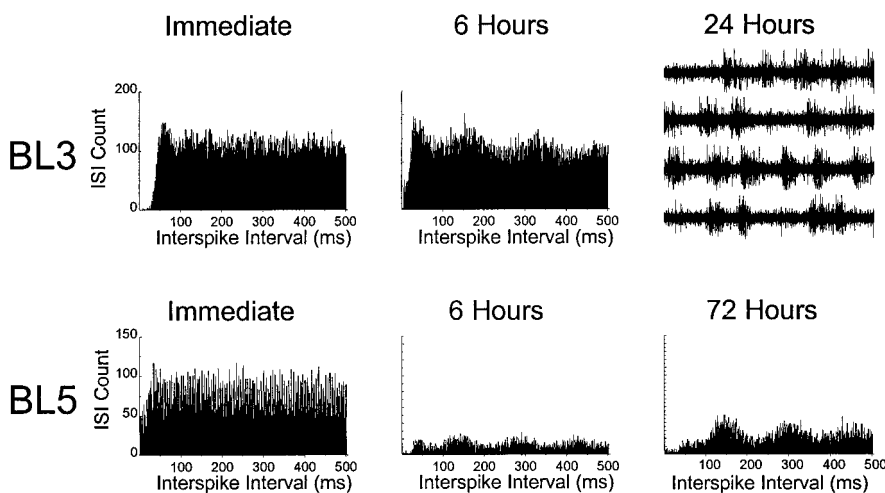 Immediate
6 Hours
24 Hours
BL3
ISI Count
200
100
0
100 200 300 400 500
Interspike Interval (ms)
100 200 300 400 500
Interspike Interval (ms)
Immediate
6 Hours
72 Hours
BL5
ISI Count
150
100
50
0
100 200 300 400 500
Interspike Interval (ms)
100 200 300 400 500
Interspike Interval (ms)
100 200 300 400 500
Interspike Interval (ms)